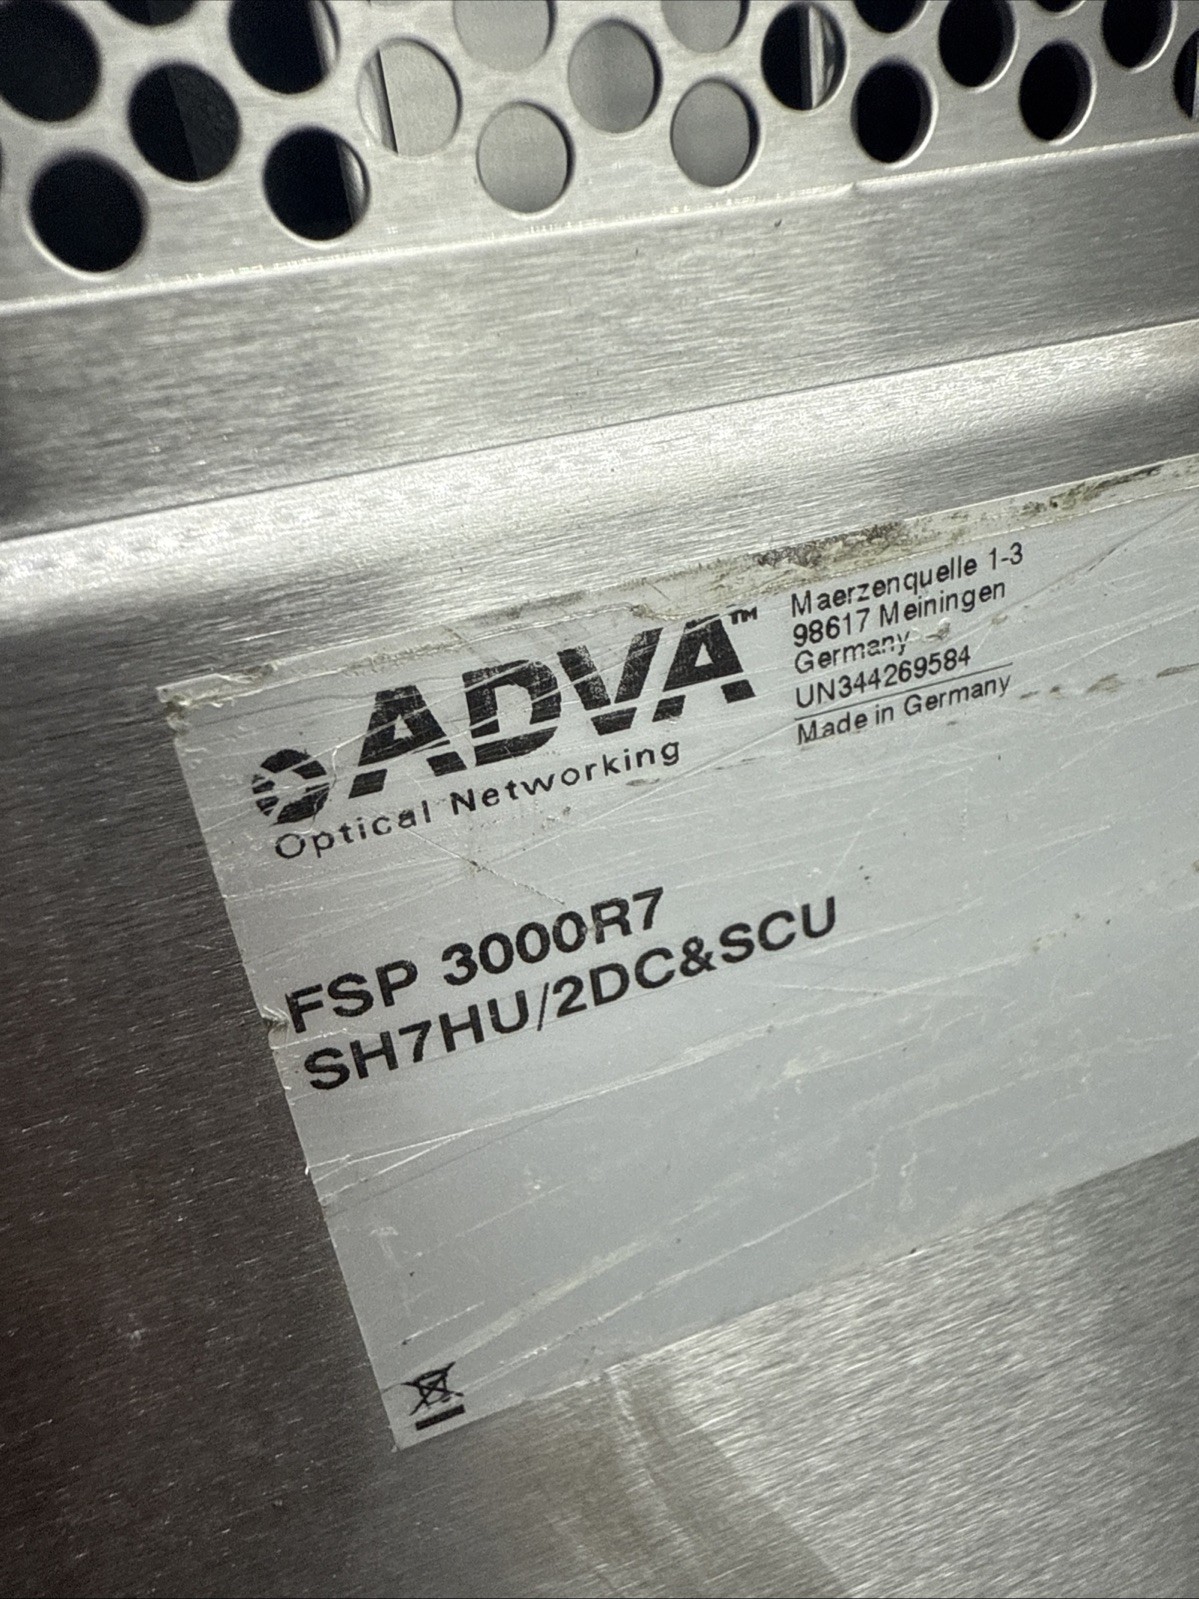 ADVA™
Optical Networking
Maerzenquelle 1-3
98617 Meiningen
Germany
UN344269584
Made in Germany
FSP 3000R7
SH7HU/2DC&SCU